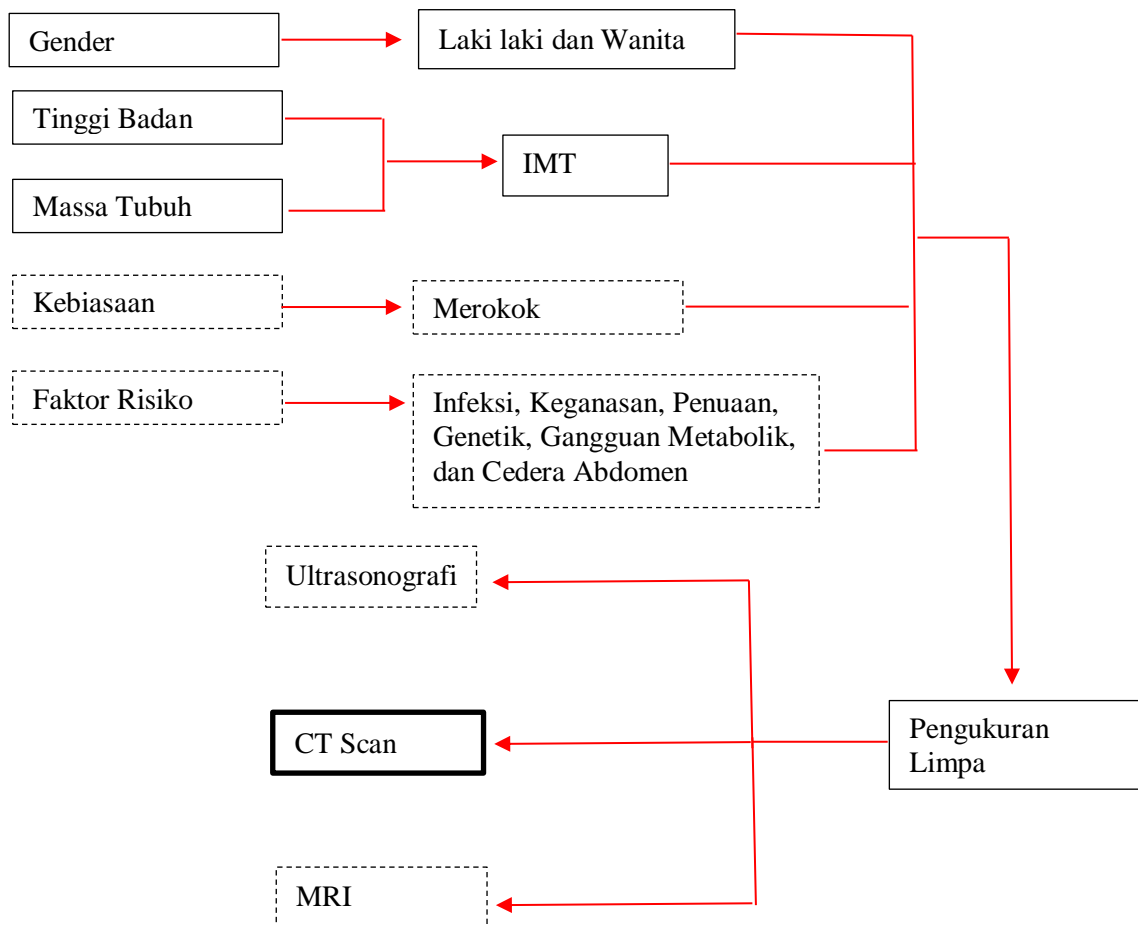 Gender
Laki laki dan Wanita
Tinggi Badan
IMT
Massa Tubuh
Kebiasaan
Merokok
Faktor Risiko
Infeksi, Keganasan, Penuaan,
Genetik, Gangguan Metabolik,
dan Cedera Abdomen
Ultrasonografi
CT Scan
Pengukuran
Limpa
MRI